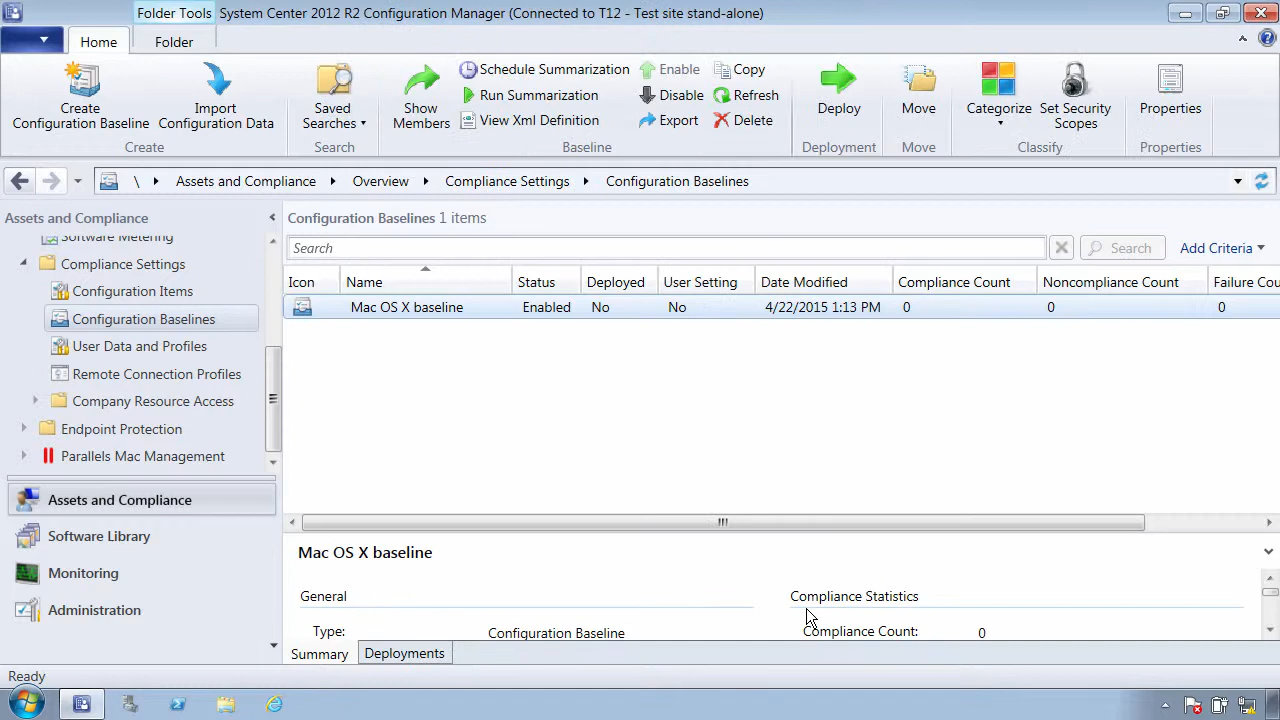 Folder Tools System Center 2012 R2 Configuration Manager (Connected to T12 - Test site stand-alone)
Home Folder
Create Configuration Baseline
Import Configuration Data
Create
Saved Searches
Search
Show Members
Schedule Summarization
Run Summarization
View Xml Definition
Enable
Disable
Export
Copy
Refresh
Delete
Baseline
Deploy
Deployment
Move
Move
Categorize
Set Security Scopes
Classify
Properties
Properties
\ Assets and Compliance Overview Compliance Settings Configuration Baselines
Assets and Compliance
Software Metering
Compliance Settings
Configuration Items
Configuration Baselines
User Data and Profiles
Remote Connection Profiles
Company Resource Access
Endpoint Protection
Parallels Mac Management
Assets and Compliance
Software Library
Monitoring
Administration
Configuration Baselines 1 items
Search Search Add Criteria
Icon Name Status Deployed User Setting Date Modified Compliance Count Noncompliance Count Failure Cou
Mac OS X baseline Enabled No No 4/22/2015 1:13 PM 0 0 0
Mac OS X baseline
General Compliance Statistics
Type: Configuration Baseline Compliance Count: 0
Summary Deployments
Ready